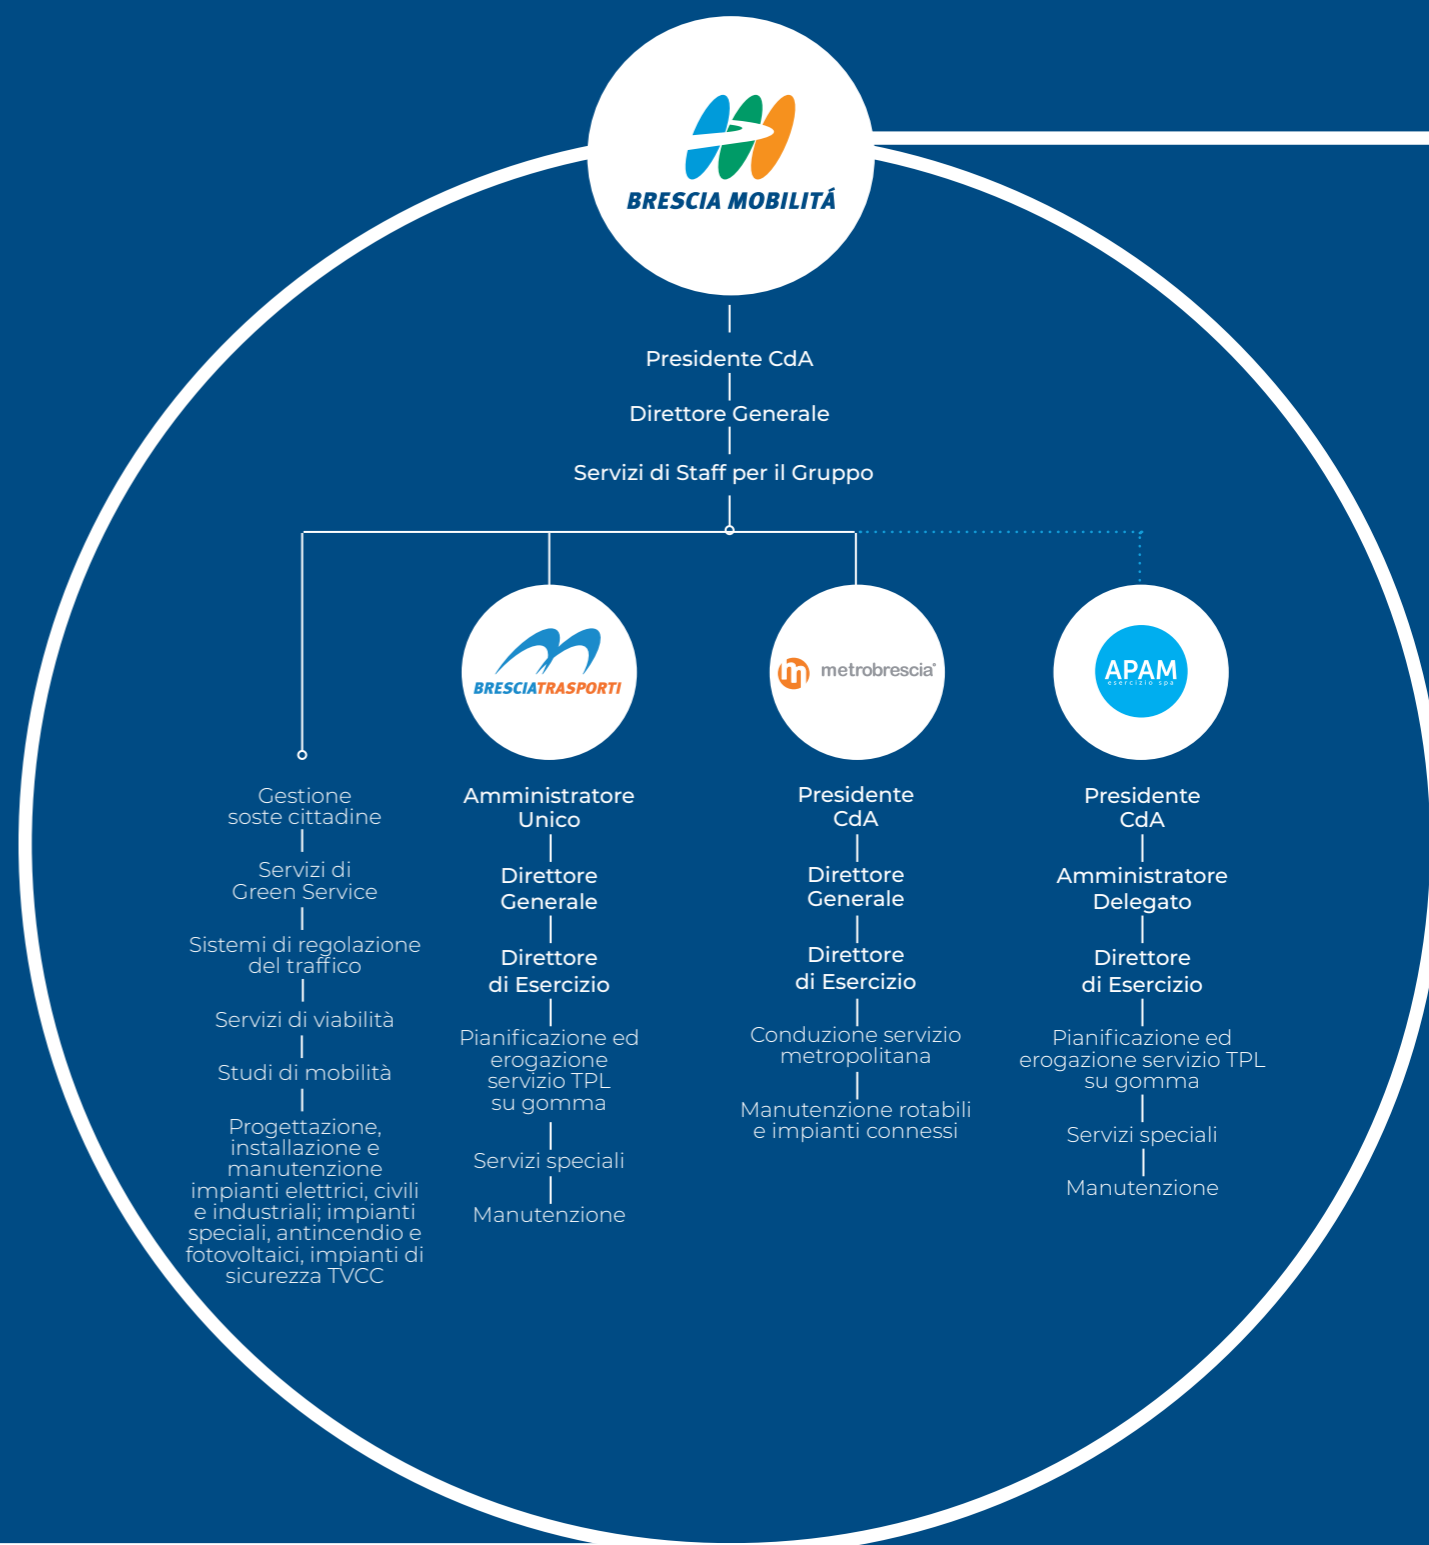 BRESCIA MOBILITÁ
Presidente CdA
Direttore Generale
Servizi di Staff per il Gruppo
Gestione
soste cittadine
Servizi di
Green Service
Sistemi di regolazione
del traffico
Servizi di viabilità
Studi di mobilità
Progettazione,
installazione e
manutenzione
impianti elettrici, civili
e industriali; impianti
speciali, antincendio e
fotovoltaici, impianti di
sicurezza TVCC
BRESCIATRASPORTI
Amministratore
Unico
Direttore
Generale
Direttore
di Esercizio
Pianificazione ed
erogazione
servizio TPL
su gomma
Servizi speciali
Manutenzione
m metrobrescia®
Presidente
CdA
Direttore
Generale
Direttore
di Esercizio
Conduzione servizio
metropolitana
Manutenzione rotabili
e impianti connessi
APAM
esercizio spa
Presidente
CdA
Amministratore
Delegato
Direttore
di Esercizio
Pianificazione ed
erogazione servizio TPL
su gomma
Servizi speciali
Manutenzione